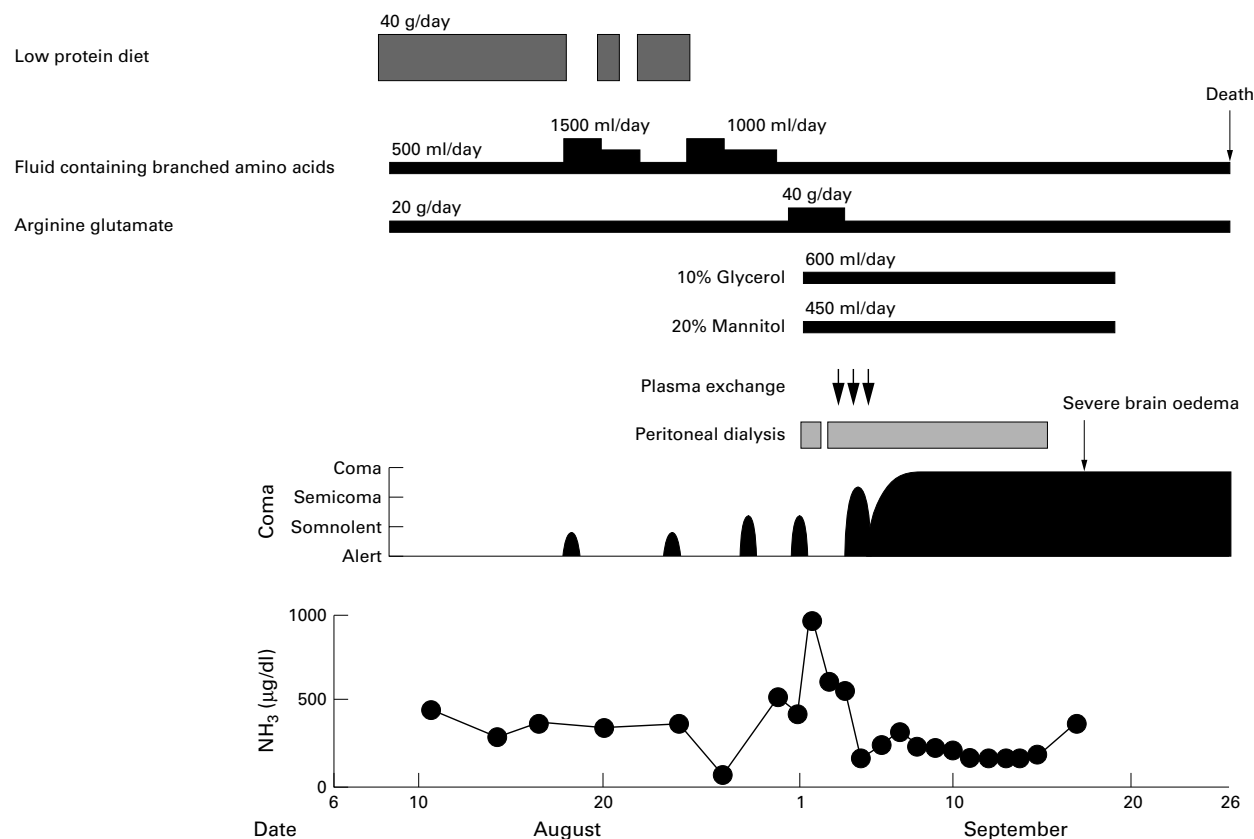 40 g/day
Low protein diet
Death
1500 ml/day 1000 ml/day
500 ml/day
Fluid containing branched amino acids
40 g/day
20 g/day
Arginine glutamate
600 ml/day
10% Glycerol
450 ml/day
20% Mannitol
Plasma exchange
Severe brain oedema
Peritoneal dialysis
Coma
Coma
Semicoma
Somnolent
Alert
NH₃ (µg/dl)
1000
500
0
6 10 20 1 10 20 26
Date August September